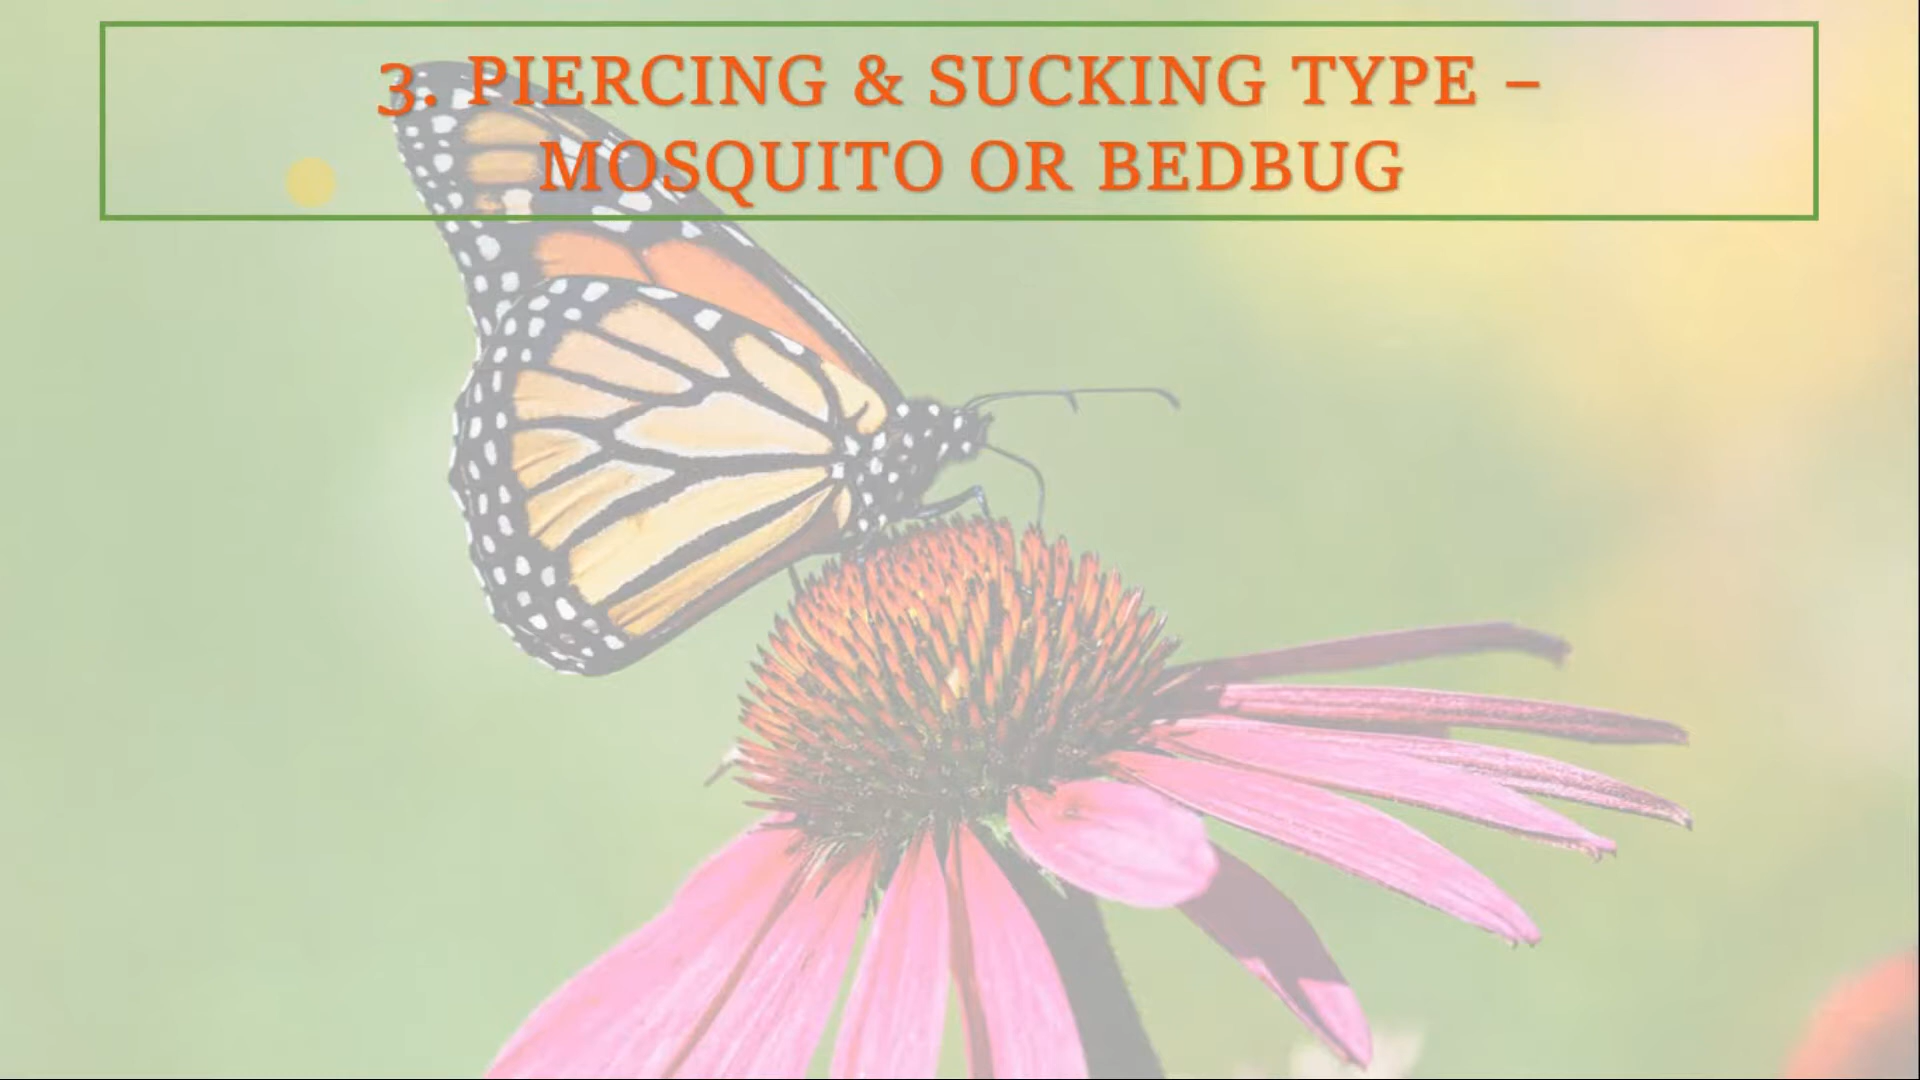 3. PIERCING & SUCKING TYPE –
MOSQUITO OR BEDBUG